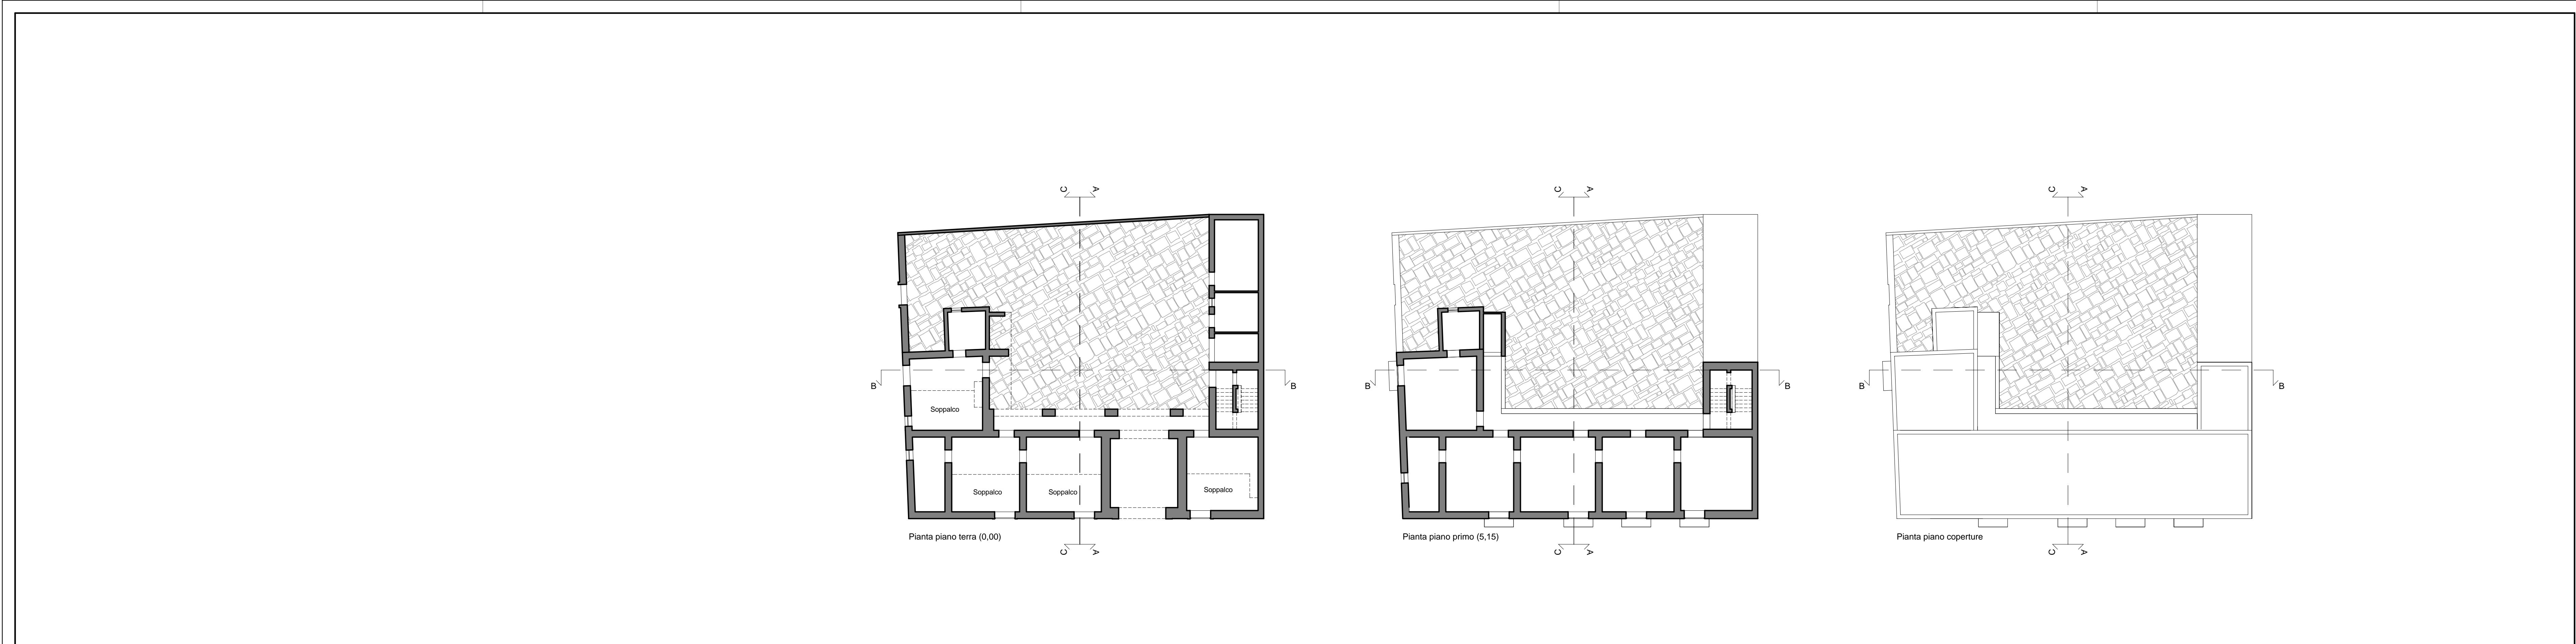 C A
C A
C A
B B
B B
B B
Soppalco
Soppalco
Soppalco
Soppalco
Pianta piano terra (0,00)
Pianta piano primo (5,15)
Pianta piano coperture
C A
C A
C A